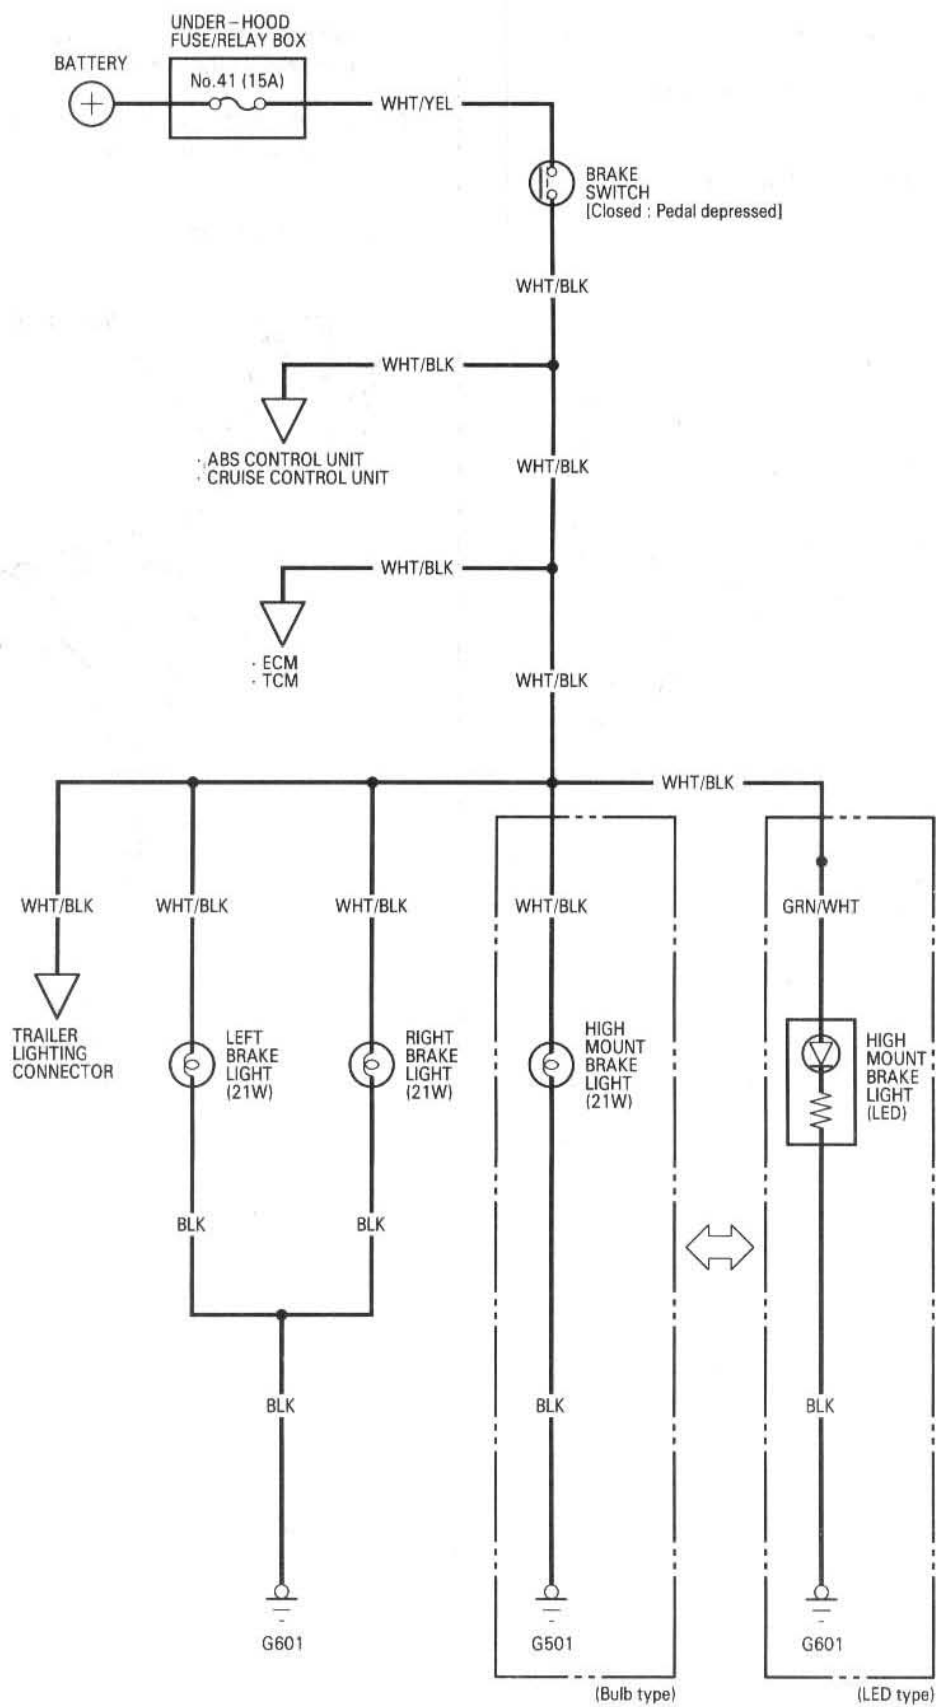 UNDER-HOOD
FUSE/RELAY BOX
BATTERY
No.41 (15A)
+
WHT/YEL
BRAKE
SWITCH
[Closed : Pedal depressed]
WHT/BLK
WHT/BLK
· ABS CONTROL UNIT
· CRUISE CONTROL UNIT
WHT/BLK
WHT/BLK
· ECM
· TCM
WHT/BLK
WHT/BLK
WHT/BLK
WHT/BLK
WHT/BLK
WHT/BLK
GRN/WHT
TRAILER
LIGHTING
CONNECTOR
LEFT
BRAKE
LIGHT
(21W)
RIGHT
BRAKE
LIGHT
(21W)
HIGH
MOUNT
BRAKE
LIGHT
(21W)
HIGH
MOUNT
BRAKE
LIGHT
(LED)
BLK
BLK
BLK
BLK
BLK
G601
G501
G601
(Bulb type)
(LED type)